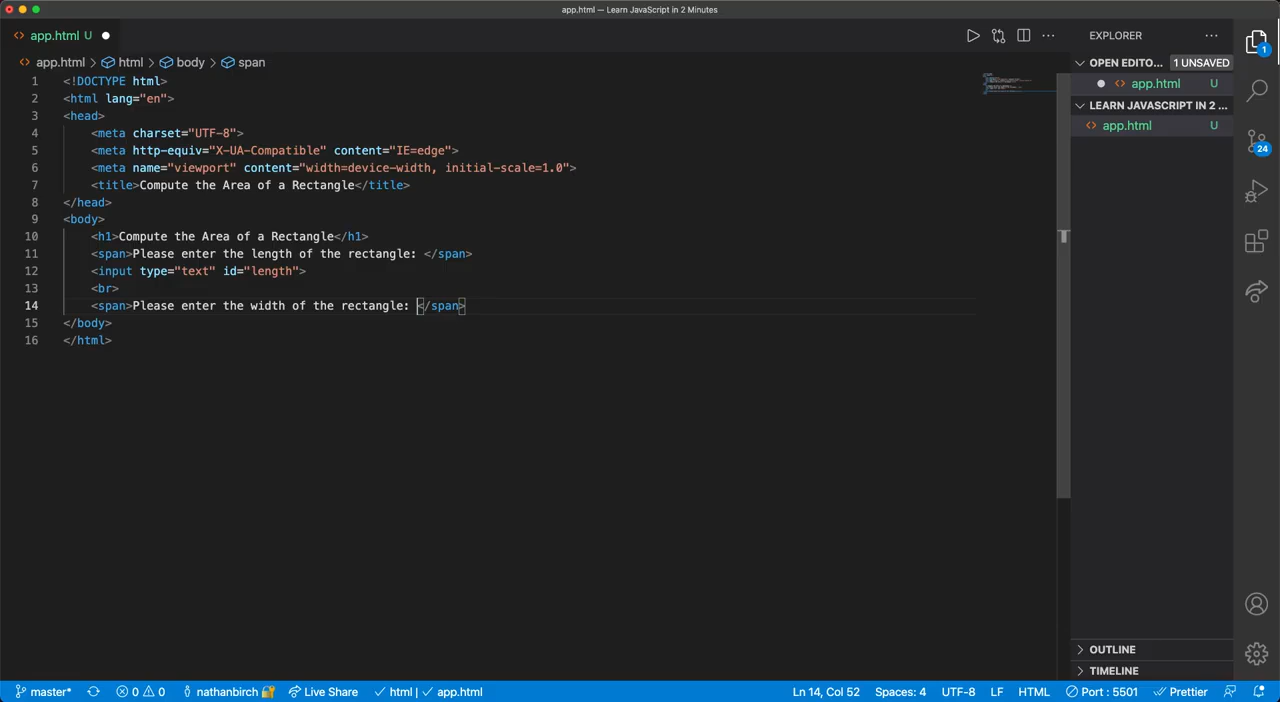 app.html — Learn JavaScript in 2 Minutes
app.html U
EXPLORER
app.html html body span
OPEN EDITO... 1 UNSAVED
app.html U
LEARN JAVASCRIPT IN 2 ...
app.html U
1
24
1 <!DOCTYPE html>
2 <html lang="en">
3 <head>
4 <meta charset="UTF-8">
5 <meta http-equiv="X-UA-Compatible" content="IE=edge">
6 <meta name="viewport" content="width=device-width, initial-scale=1.0">
7 <title>Compute the Area of a Rectangle</title>
8 </head>
9 <body>
10 <h1>Compute the Area of a Rectangle</h1>
11 <span>Please enter the length of the rectangle: </span>
12 <input type="text" id="length">
13 <br>
14 <span>Please enter the width of the rectangle: </span>
15 </body>
16 </html>
OUTLINE
TIMELINE
master* 0 0 nathanbirch Live Share html | app.html Ln 14, Col 52 Spaces: 4 UTF-8 LF HTML Port : 5501 Prettier